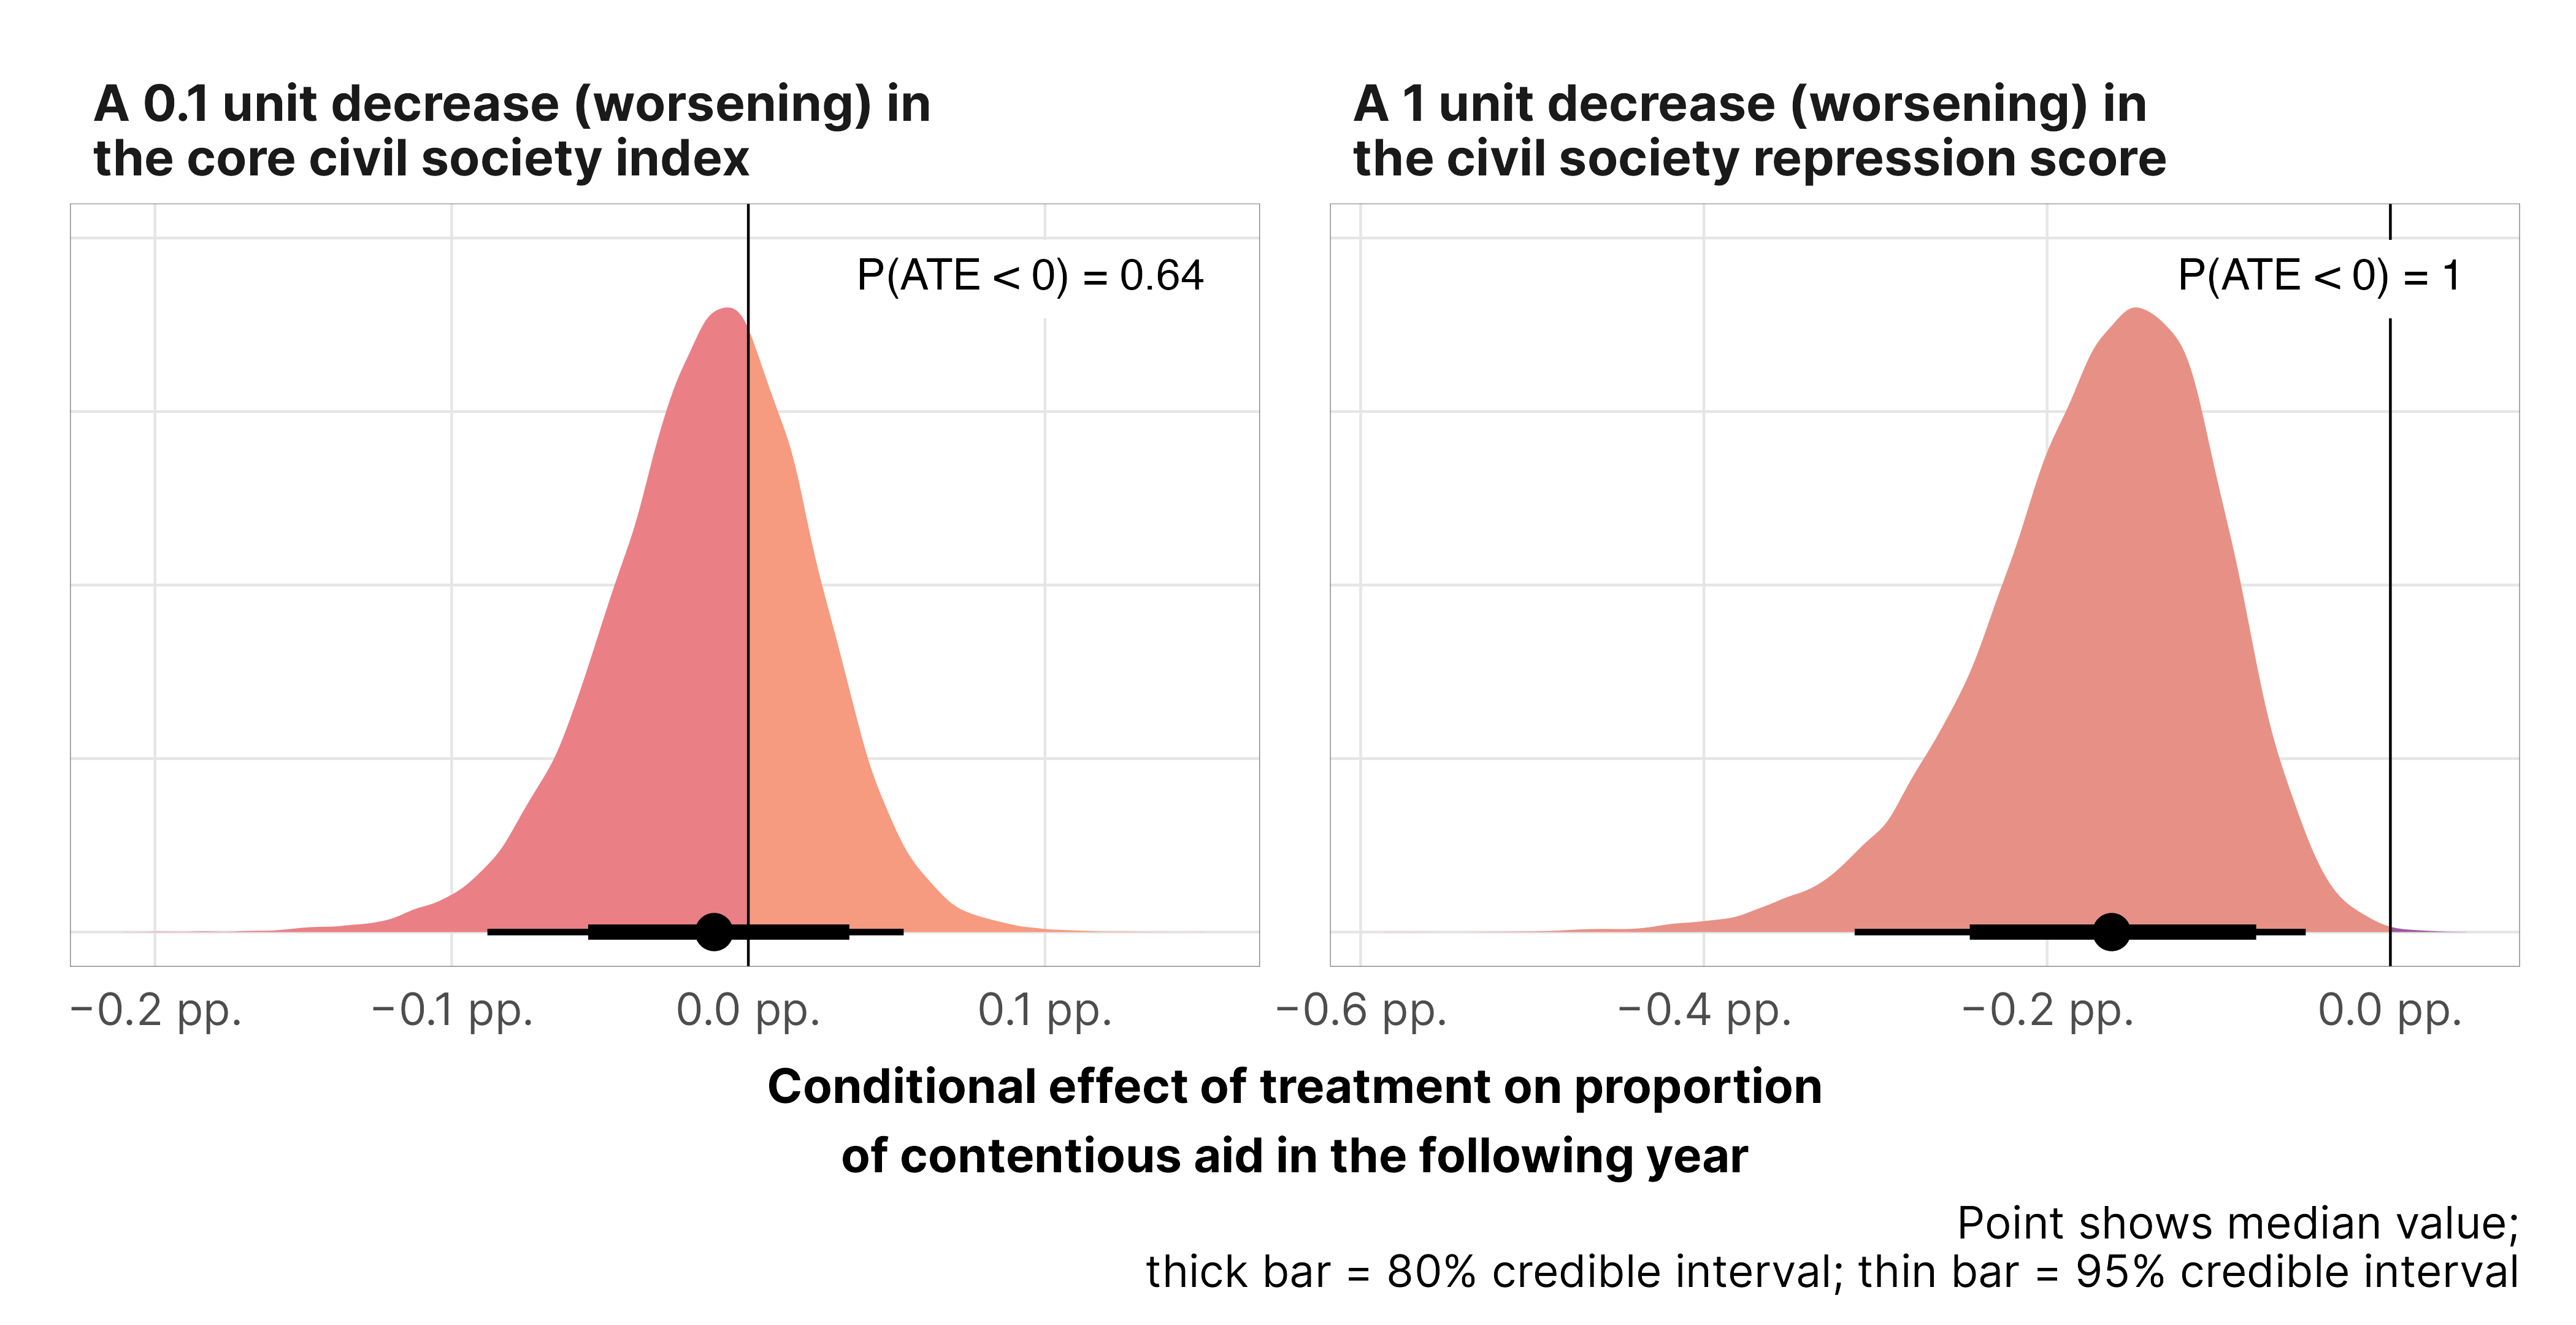 A 0.1 unit decrease (worsening) in
the core civil society index
A 1 unit decrease (worsening) in
the civil society repression score
P(ATE < 0) = 0.64
P(ATE < 0) = 1
−0.2 pp.
−0.1 pp.
0.0 pp.
0.1 pp.
−0.6 pp.
−0.4 pp.
−0.2 pp.
0.0 pp.
Conditional effect of treatment on proportion
of contentious aid in the following year
Point shows median value;
thick bar = 80% credible interval; thin bar = 95% credible interval